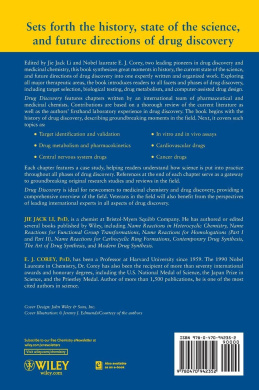 Sets forth the history, state of the science,
and future directions of drug discovery
Edited by Jie Jack Li and Nobel laureate E. J. Corey, two leading pioneers in drug discovery and
medicinal chemistry, this book synthesizes great moments in history, the current state of the science,
and future directions of drug discovery into one expertly written and organized work. Exploring
all major therapeutic areas, the book introduces readers to all facets and phases of drug discovery,
including target selection, biological testing, drug metabolism, and computer-assisted drug design.
Drug Discovery features chapters written by an international team of pharmaceutical and
medicinal chemists. Contributions are based on a thorough review of the current literature as
well as the authors' firsthand laboratory experience in drug discovery. The book begins with the
history of drug discovery, describing groundbreaking moments in the field. Next, it covers such
topics as:
• Target identification and validation
• In vitro and in vivo assays
• Drug metabolism and pharmacokinetics
• Cardiovascular drugs
• Central nervous system drugs
• Cancer drugs
Each chapter features a case study, helping readers understand how science is put into practice
throughout all phases of drug discovery. References at the end of each chapter serve as a gateway
to groundbreaking original research studies and reviews in the field.
Drug Discovery is ideal for newcomers to medicinal chemistry and drug discovery, providing a
comprehensive overview of the field. Veterans in the field will also benefit from the perspectives
of leading international experts in all aspects of drug discovery.
JIE JACK LI, PhD, is a chemist at Bristol-Myers Squibb Company. He has authored or edited
several books published by Wiley, including Name Reactions in Heterocyclic Chemistry, Name
Reactions for Functional Group Transformations, Name Reactions for Homologations (Part I
and Part II), Name Reactions for Carbocyclic Ring Formations, Contemporary Drug Synthesis,
The Art of Drug Synthesis, and Modern Drug Synthesis.
E. J. COREY, PhD, has been a Professor at Harvard University since 1959. The 1990 Nobel
Laureate in Chemistry, Dr. Corey has also been the recipient of more than seventy international
awards and honorary degrees, including the U.S. National Medal of Science, the Japan Prize in
Science, and the Priestley Medal. Author of more than 1,100 publications, he is one of the most
cited authors in science.
Cover Design: John Wiley & Sons, Inc.
Cover Illustration: © Jeremy J. Edmunds/Courtesy of the authors
Subscribe to our free Chemistry eNewsletter at
wiley.com/enewsletters
Visit wiley.com/chemistry
WILEY
wiley.com
Also available
as an e-book
ISBN 978-0-470-94235-2
90000
9 780470 942352